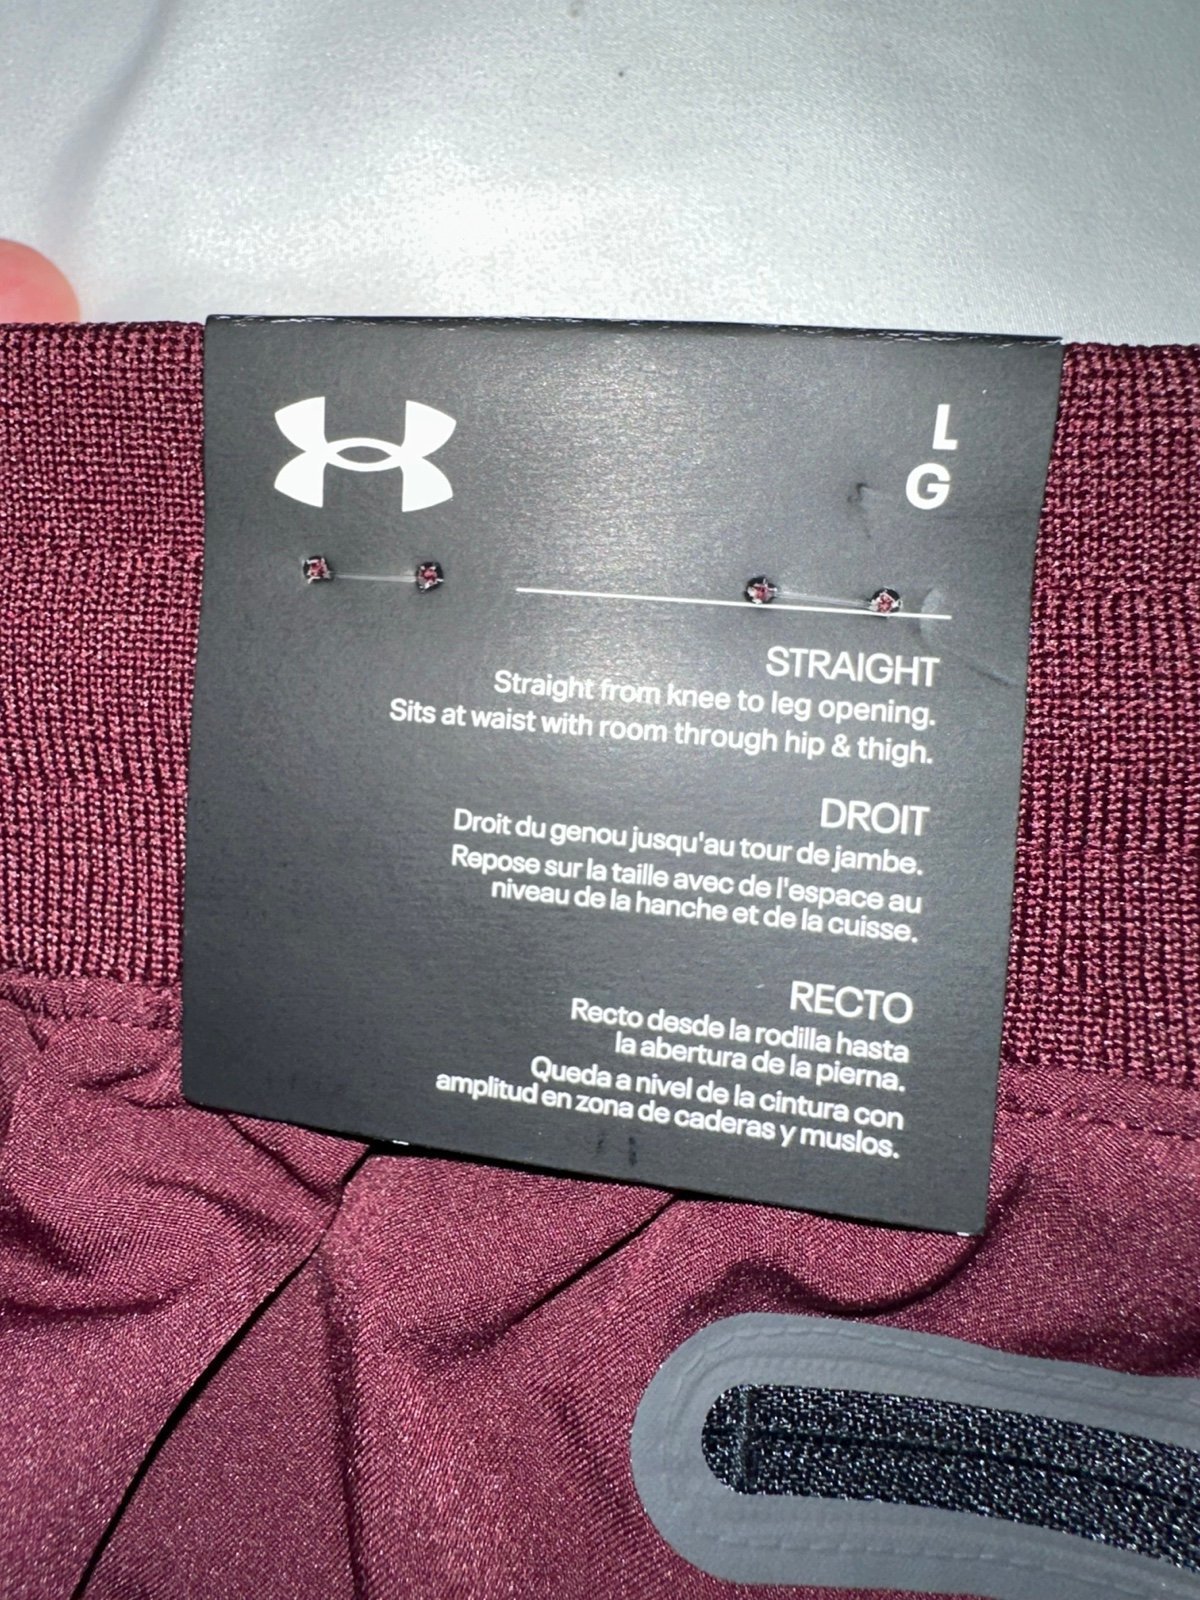 L
G
STRAIGHT
Straight from knee to leg opening.
Sits at waist with room through hip & thigh.
DROIT
Droit du genou jusqu'au tour de jambe.
Repose sur la taille avec de l'espace au
niveau de la hanche et de la cuisse.
RECTO
Recto desde la rodilla hasta
la abertura de la pierna.
Queda a nivel de la cintura con
amplitud en zona de caderas y muslos.